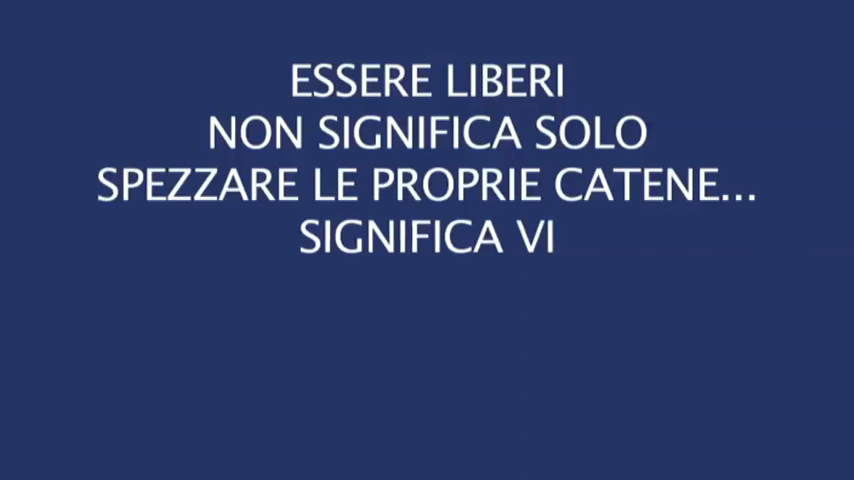 ESSERE LIBERI
NON SIGNIFICA SOLO
SPEZZARE LE PROPRIE CATENE...
SIGNIFICA VI